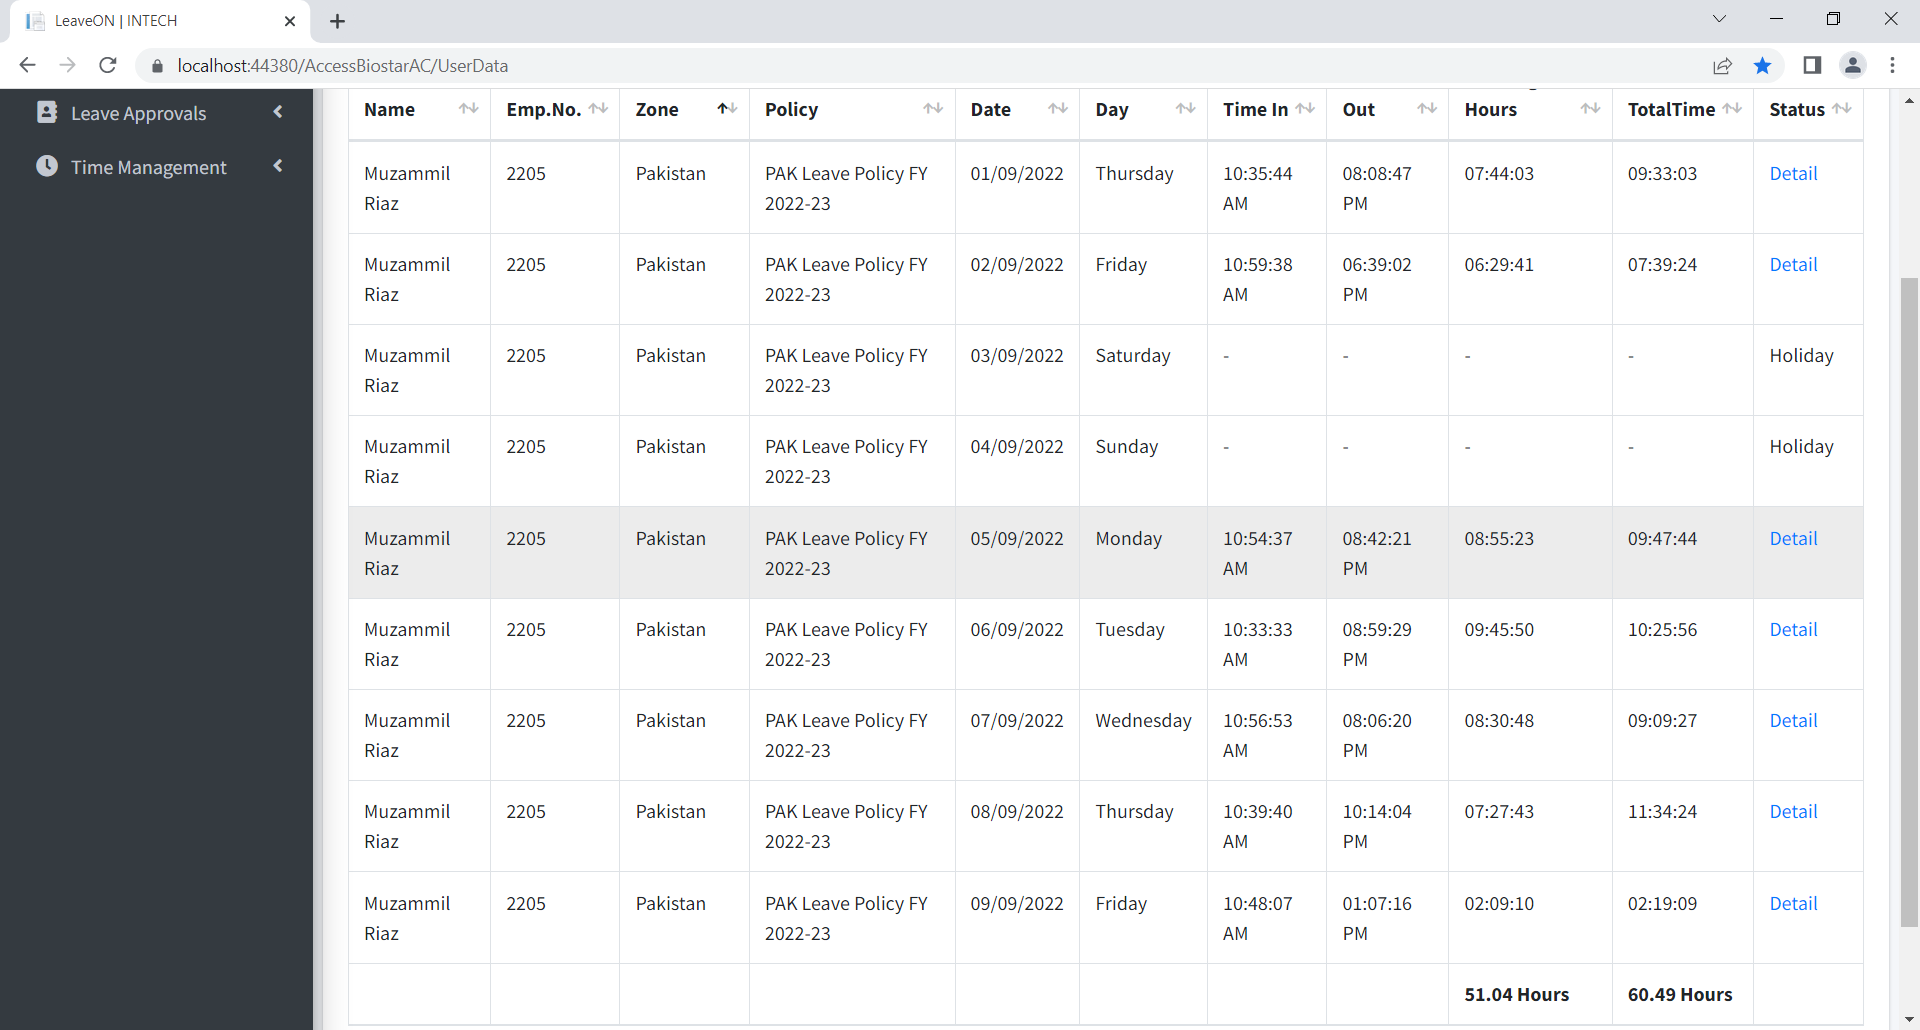 LeaveON | INTECH
localhost:44380/AccessBiostarAC/UserData
Leave Approvals
Time Management
Name Emp.No. Zone Policy Date Day Time In Out Hours TotalTime Status
Muzammil 2205 Pakistan PAK Leave Policy FY 01/09/2022 Thursday 10:35:44 08:08:47 07:44:03 09:33:03 Detail
Riaz 2022-23 AM PM
Muzammil 2205 Pakistan PAK Leave Policy FY 02/09/2022 Friday 10:59:38 06:39:02 06:29:41 07:39:24 Detail
Riaz 2022-23 AM PM
Muzammil 2205 Pakistan PAK Leave Policy FY 03/09/2022 Saturday - - - - Holiday
Riaz 2022-23
Muzammil 2205 Pakistan PAK Leave Policy FY 04/09/2022 Sunday - - - - Holiday
Riaz 2022-23
Muzammil 2205 Pakistan PAK Leave Policy FY 05/09/2022 Monday 10:54:37 08:42:21 08:55:23 09:47:44 Detail
Riaz 2022-23 AM PM
Muzammil 2205 Pakistan PAK Leave Policy FY 06/09/2022 Tuesday 10:33:33 08:59:29 09:45:50 10:25:56 Detail
Riaz 2022-23 AM PM
Muzammil 2205 Pakistan PAK Leave Policy FY 07/09/2022 Wednesday 10:56:53 08:06:20 08:30:48 09:09:27 Detail
Riaz 2022-23 AM PM
Muzammil 2205 Pakistan PAK Leave Policy FY 08/09/2022 Thursday 10:39:40 10:14:04 07:27:43 11:34:24 Detail
Riaz 2022-23 AM PM
Muzammil 2205 Pakistan PAK Leave Policy FY 09/09/2022 Friday 10:48:07 01:07:16 02:09:10 02:19:09 Detail
Riaz 2022-23 AM PM
51.04 Hours 60.49 Hours